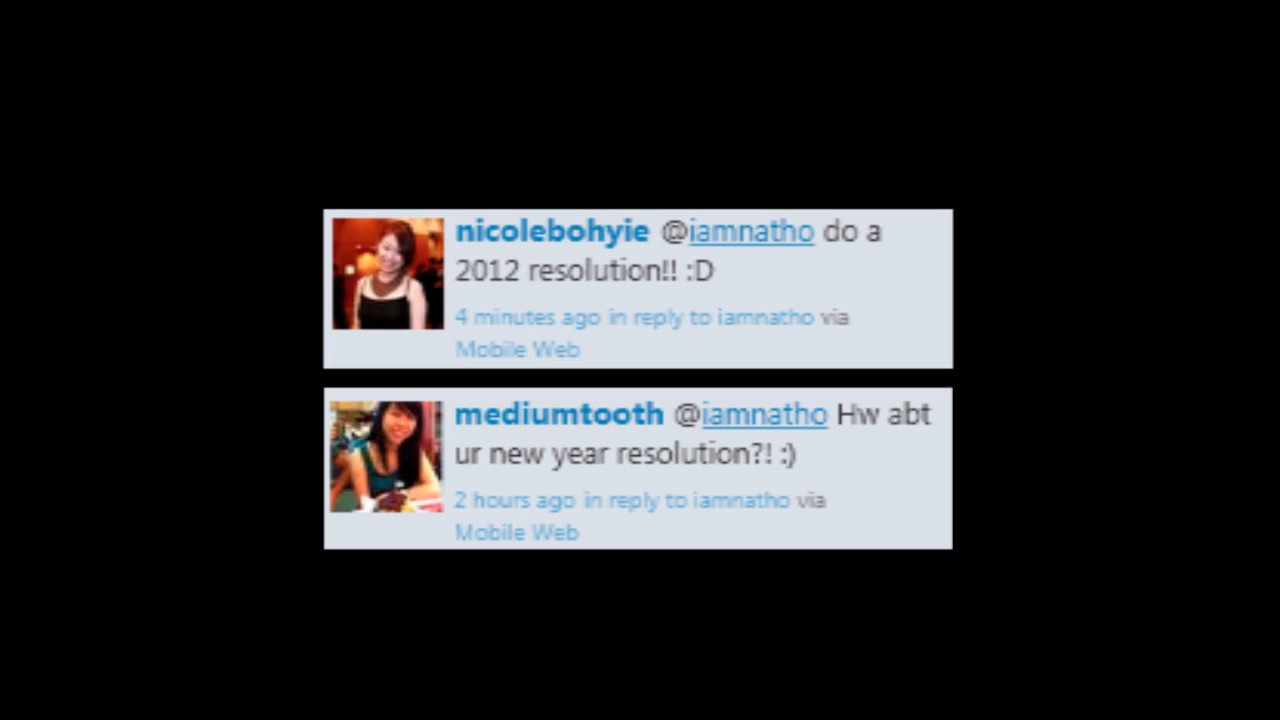 nicolebohyie @iamnatho do a
2012 resolution!! :D
4 minutes ago in reply to iamnatho via
Mobile Web
mediumtooth @iamnatho Hw abt
ur new year resolution?! :)
2 hours ago in reply to iamnatho via
Mobile Web